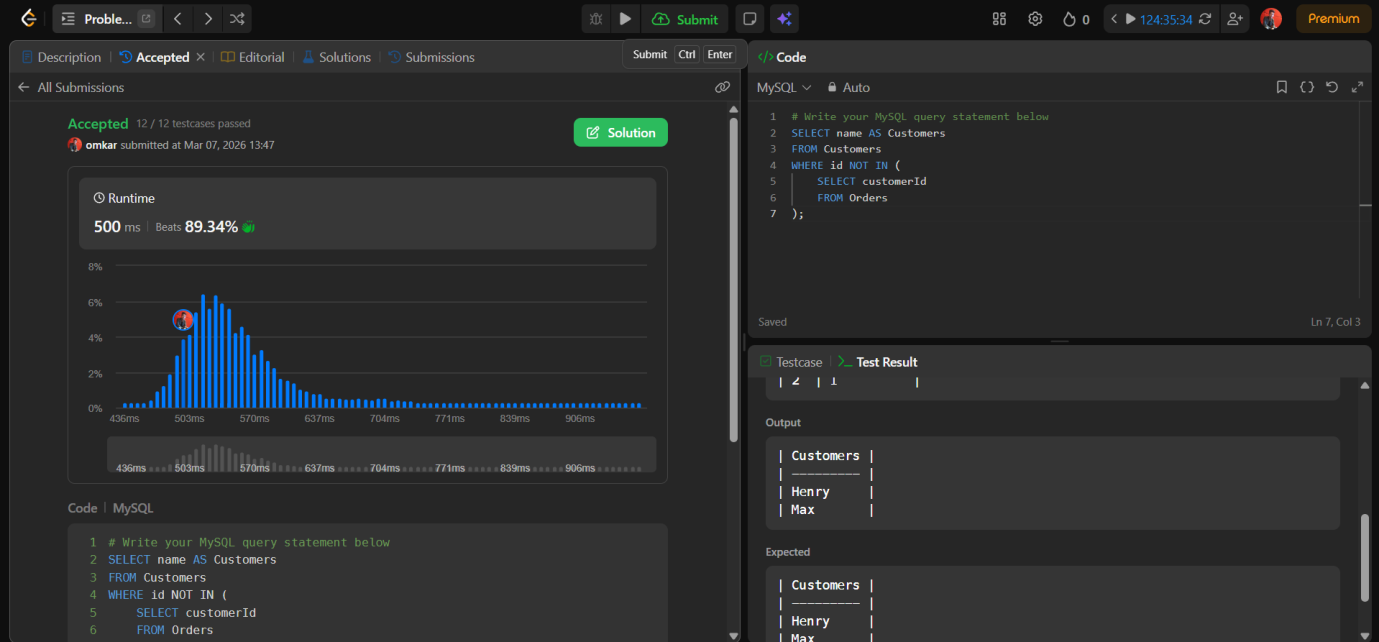 Proble...
Submit
0
124:35:34
Premium
Description
Accepted
Editorial
Solutions
Submissions
Submit Ctrl Enter
</> Code
All Submissions
MySQL
Auto
Accepted 12 / 12 testcases passed
omkar submitted at Mar 07, 2026 13:47
Solution
Runtime
500 ms Beats 89.34%
8%
6%
4%
2%
0%
436ms 503ms 570ms 637ms 704ms 771ms 839ms 906ms
436ms 503ms 570ms 637ms 704ms 771ms 839ms 906ms
Code | MySQL
1 # Write your MySQL query statement below
2 SELECT name AS Customers
3 FROM Customers
4 WHERE id NOT IN (
5 SELECT customerId
6 FROM Orders
1 # Write your MySQL query statement below
2 SELECT name AS Customers
3 FROM Customers
4 WHERE id NOT IN (
5 SELECT customerId
6 FROM Orders
7 );
Saved
Ln 7, Col 3
Testcase
Test Result
| 2 | 1 |
Output
| Customers |
| --------- |
| Henry |
| Max |
Expected
| Customers |
| --------- |
| Henry |
| Max |